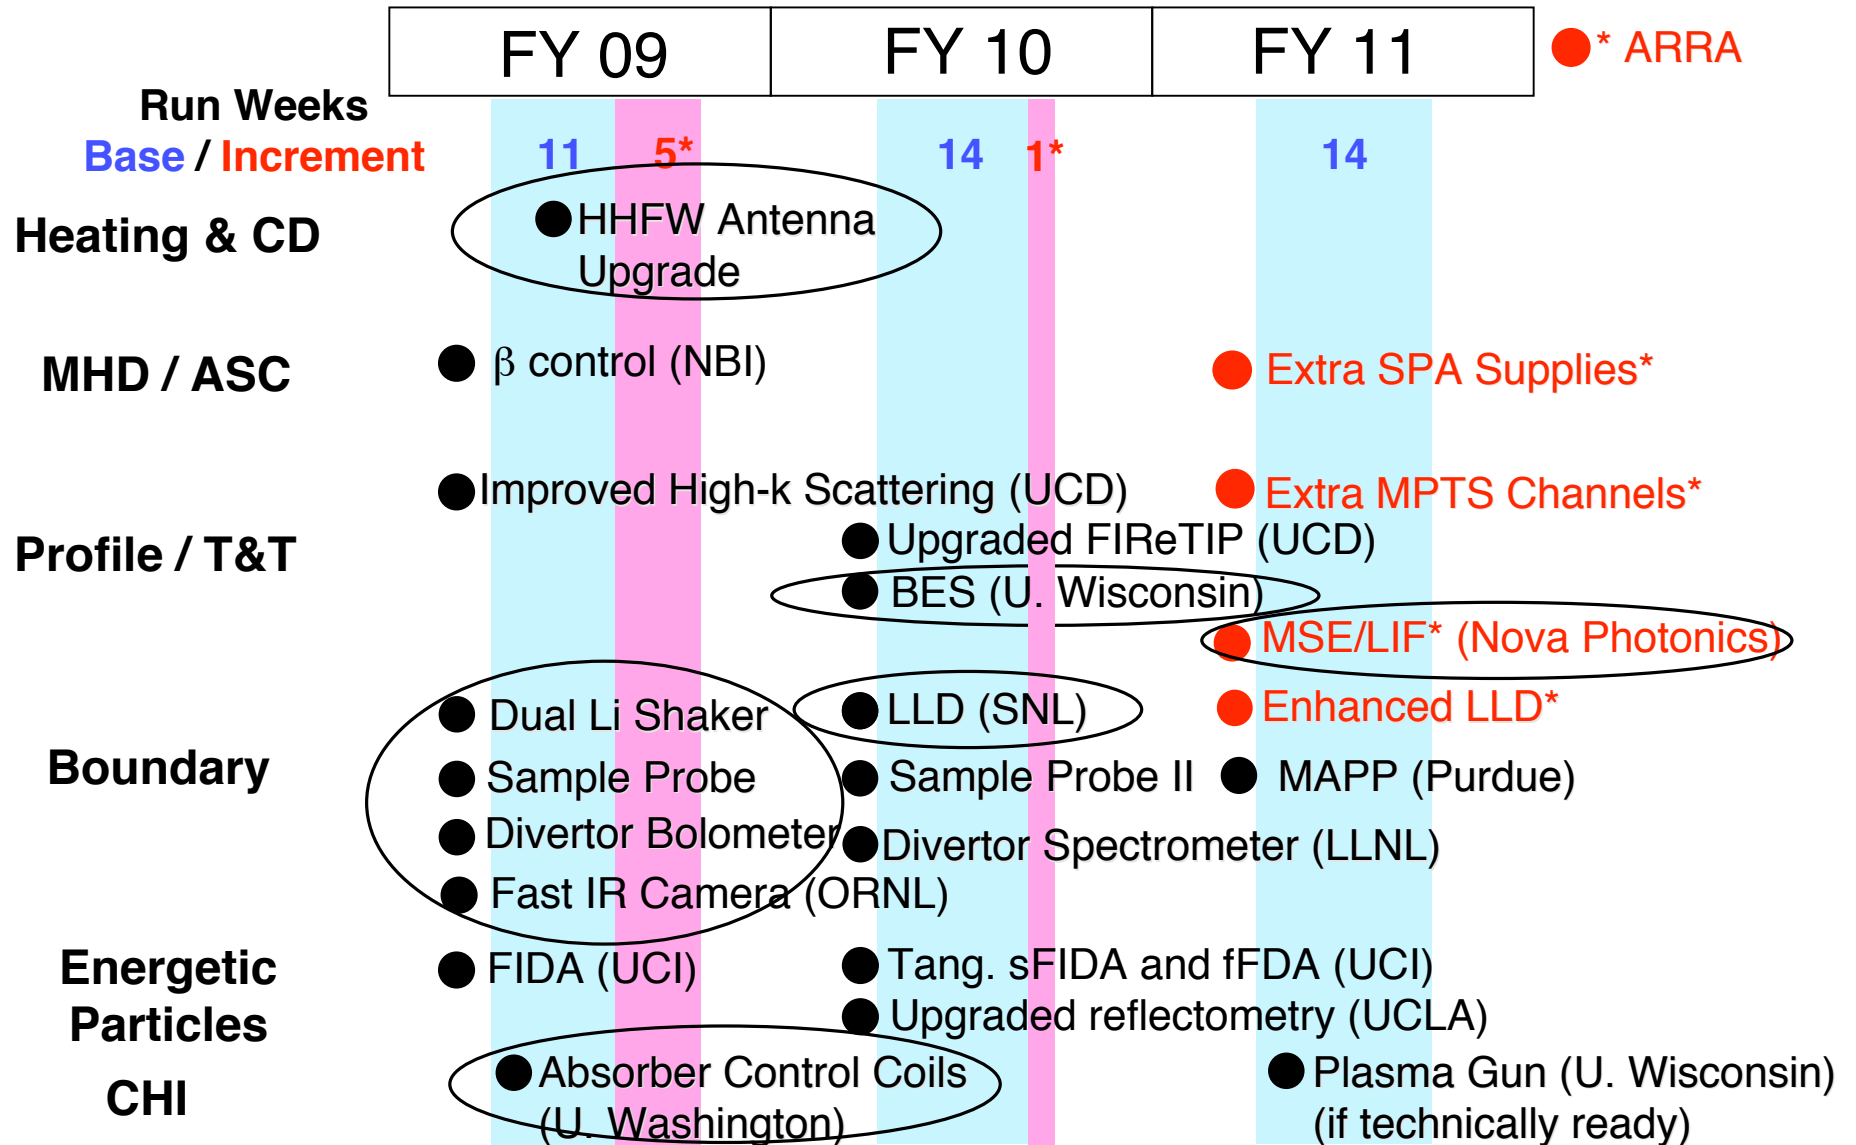 FY 09 FY 10 FY 11 * ARRA
Run Weeks
Base / Increment 11 5* 14 1* 14
Heating & CD
HHFW Antenna
Upgrade
MHD / ASC
β control (NBI)
Extra SPA Supplies*
Profile / T&T
Improved High-k Scattering (UCD)
Extra MPTS Channels*
Upgraded FIReTIP (UCD)
BES (U. Wisconsin)
MSE/LIF* (Nova Photonics)
Boundary
Dual Li Shaker
LLD (SNL)
Enhanced LLD*
Sample Probe
Sample Probe II
MAPP (Purdue)
Divertor Bolometer
Divertor Spectrometer (LLNL)
Fast IR Camera (ORNL)
Energetic
Particles
FIDA (UCI)
Tang. sFIDA and fFDA (UCI)
Upgraded reflectometry (UCLA)
CHI
Absorber Control Coils
(U. Washington)
Plasma Gun (U. Wisconsin)
(if technically ready)